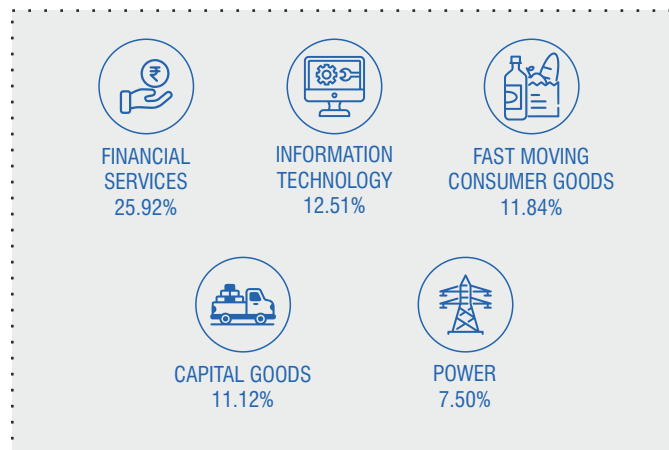 ₹
FINANCIAL
SERVICES
25.92%
INFORMATION
TECHNOLOGY
12.51%
FAST MOVING
CONSUMER GOODS
11.84%
CAPITAL GOODS
11.12%
POWER
7.50%